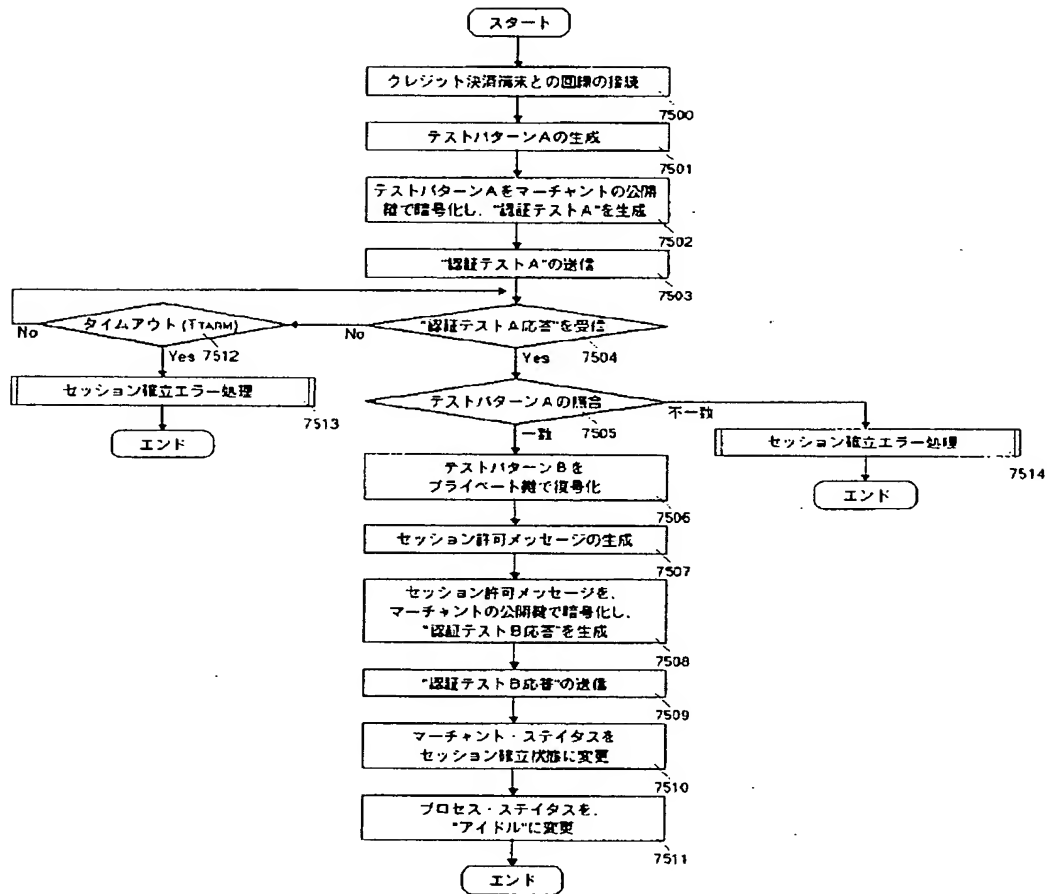 スタート
クレジット決済端末との回線の接続
7500
テストパターンAの生成
7501
テストパターンAをマーチャントの公開
鍵で暗号化し、"認証テストA"を生成
7502
"認証テストA"の送信
7503
タイムアウト(TTARM)
No
No
"認証テストA応答"を受信
Yes 7512
7504
Yes
セッション確立エラー処理
7513
テストパターンAの照合
不一致
7505
一致
エンド
セッション確立エラー処理
7514
テストパターンBを
プライベート鍵で復号化
7506
エンド
セッション許可メッセージの生成
7507
セッション許可メッセージを、
マーチャントの公開鍵で暗号化し、
"認証テストB応答"を生成
7508
"認証テストB応答"の送信
7509
マーチャント・ステイタスを
セッション確立状態に変更
7510
プロセス・ステイタスを、
"アイドル"に変更
7511
エンド